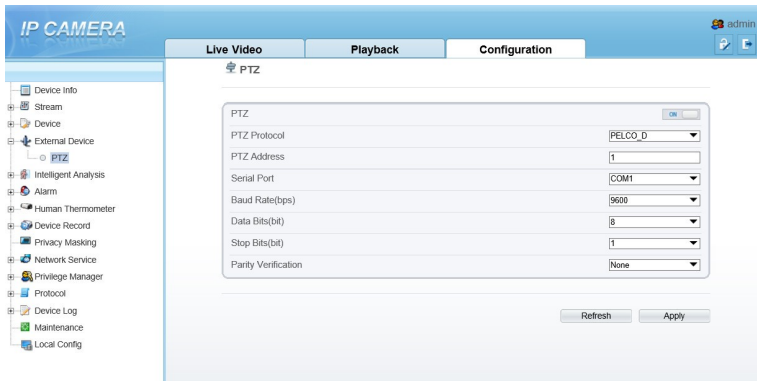 IP CAMERA
admin
Live Video Playback Configuration
PTZ
Device Info
Stream
Device
External Device
PTZ
Intelligent Analysis
Alarm
Human Thermometer
Device Record
Privacy Masking
Network Service
Privilege Manager
Protocol
Device Log
Maintenance
Local Config
PTZ ON
PTZ Protocol PELCO_D
PTZ Address 1
Serial Port COM1
Baud Rate(bps) 9600
Data Bits(bit) 8
Stop Bits(bit) 1
Parity Verification None
Refresh Apply